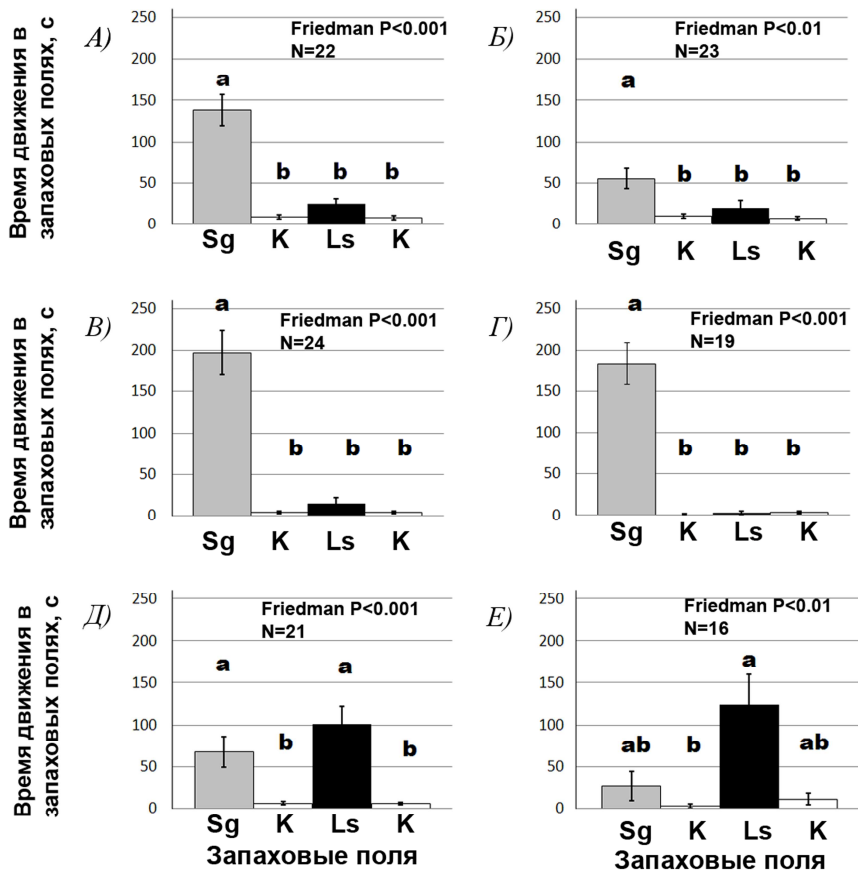 Время движения в
запаховых полях, с
А)
250
200
150
100
50
0
Friedman P<0.001
N=22
a
b
b
b
Sg
K
Ls
K
Б)
250
200
150
100
50
0
Friedman P<0.01
N=23
a
b
b
b
Sg
K
Ls
K
Время движения в
запаховых полях, с
В)
250
200
150
100
50
0
Friedman P<0.001
N=24
a
b
b
b
Sg
K
Ls
K
Г)
250
200
150
100
50
0
Friedman P<0.001
N=19
a
b
b
b
Sg
K
Ls
K
Время движения в
запаховых полях, с
Д)
250
200
150
100
50
0
Friedman P<0.001
N=21
a
b
a
b
Sg
K
Ls
K
Запаховые поля
Е)
250
200
150
100
50
0
Friedman P<0.01
N=16
ab
b
a
ab
Sg
K
Ls
K
Запаховые поля